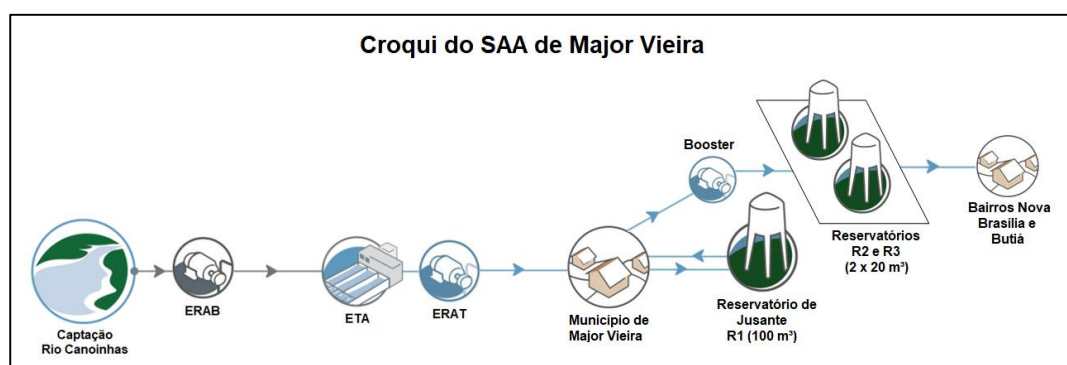 Croqui do SAA de Major Vieira
Captação
Rio Canoinhas
ERAB
ETA
ERAT
Município de
Major Vieira
Booster
Reservatório de
Jusante
R1 (100 m³)
Reservatórios
R2 e R3
(2 x 20 m³)
Bairros Nova
Brasília e
Butiá